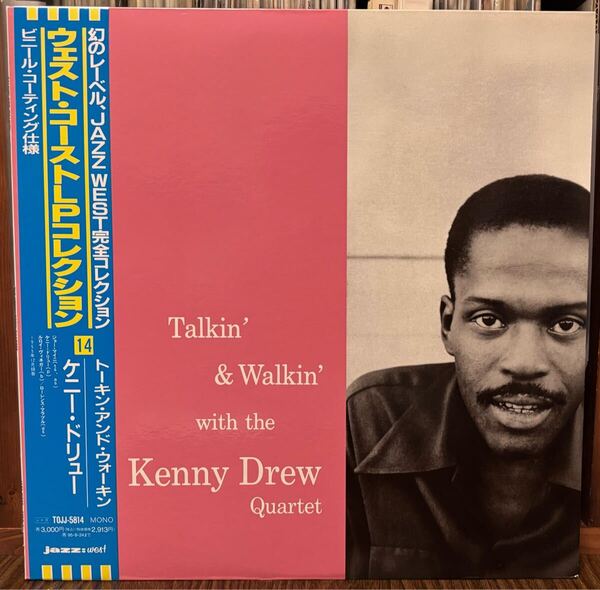 幻のレーベル、JAZZ WEST完全コレクション
ウェスト・コーストLPコレクション
ビニール・コーティング仕様
14
トーキン・アンド・ウォーキン
ケニー・ドリュー
TOJJ-5814 MONO
jazz:west
Talkin'
& Walkin'
with the
Kenny Drew
Quartet